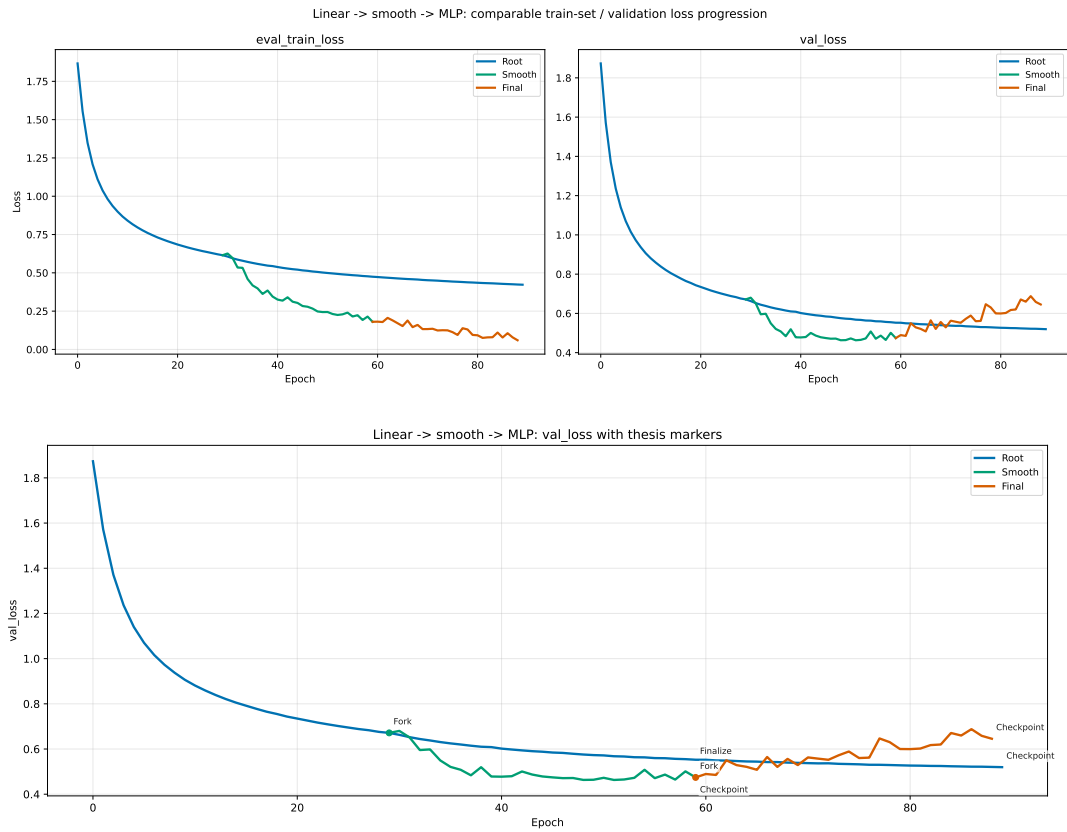 Linear -> smooth -> MLP: comparable train-set / validation loss progression
eval_train_loss
Loss
1.75
1.50
1.25
1.00
0.75
0.50
0.25
0.00
0
20
40
60
80
Epoch
Root
Smooth
Final
val_loss
1.8
1.6
1.4
1.2
1.0
0.8
0.6
0.4
0
20
40
60
80
Epoch
Root
Smooth
Final
Linear -> smooth -> MLP: val_loss with thesis markers
val_loss
1.8
1.6
1.4
1.2
1.0
0.8
0.6
0.4
0
20
40
60
80
Epoch
Root
Smooth
Final
Fork
Finalize
Fork
Checkpoint
Checkpoint
Checkpoint